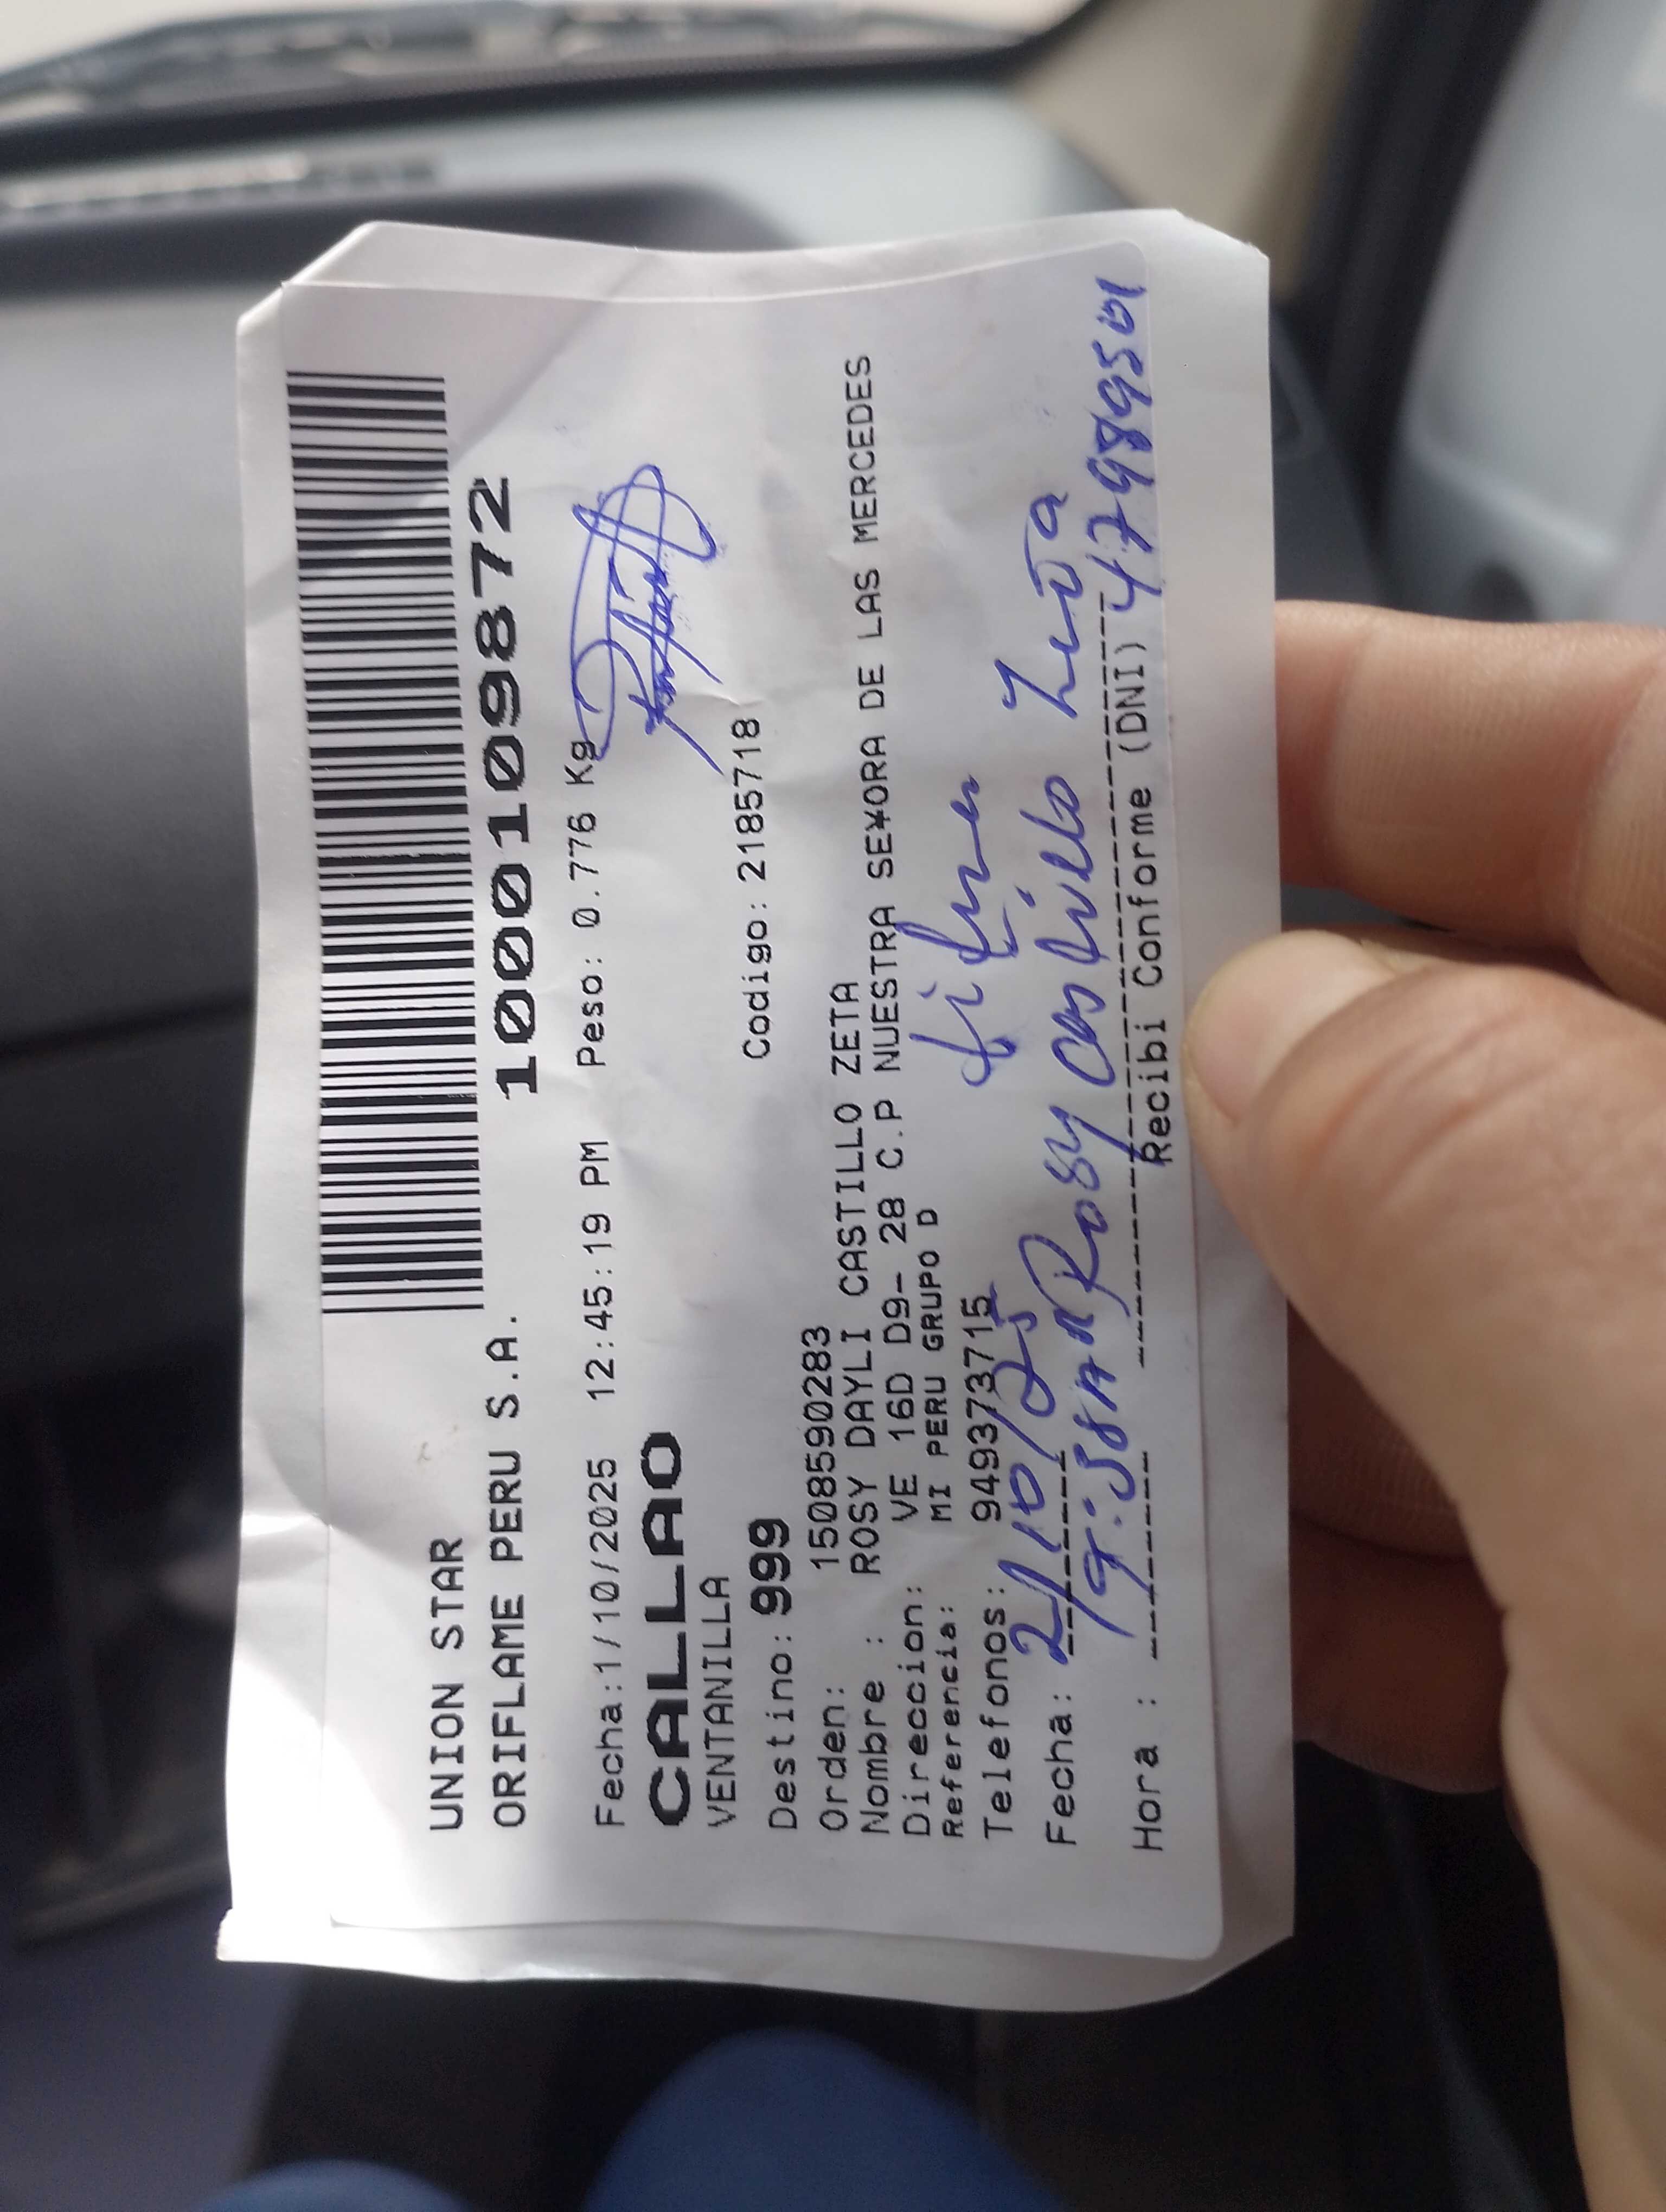 UNION STAR
ORIFLAME PERU S.A. 1000109872
Fecha:1/10/2025 12:45:19 PM Peso: 0.776 Kg
CALLAO
VENTANILLA
Destino: 999 Codigo: 2185718
Orden: 1508590283
Nombre : ROSY DAYLI CASTILLO ZETA
Direccion: VE 16D D9- 28 C.P NUESTRA SE¥ORA DE LAS MERCEDES
Referencia: MI PERU GRUPO D
Telefonos: 949373715
Fecha: 2/10/25
Rosy Castillo Zeta
Hora : Recibi Conforme (DNI) 47989501